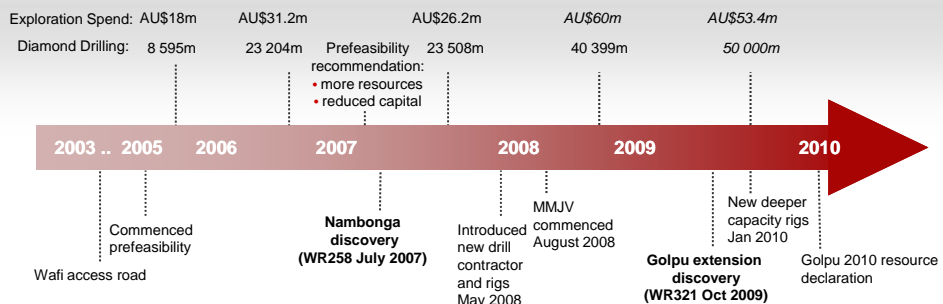 Exploration Spend: AU$18m AU$31.2m AU$26.2m AU$60m AU$53.4m
Diamond Drilling: 8 595m 23 204m Prefeasibility 23 508m 40 399m 50 000m
recommendation:
• more resources
• reduced capital
2003 .. 2005 2006 2007 2008 2009 2010
Commenced
prefeasibility
Wafi access road
Nambonga
discovery
(WR258 July 2007)
Introduced
new drill
contractor
and rigs
May 2008
MMJV
commenced
August 2008
Golpu extension
discovery
(WR321 Oct 2009)
New deeper
capacity rigs
Jan 2010
Golpu 2010 resource
declaration